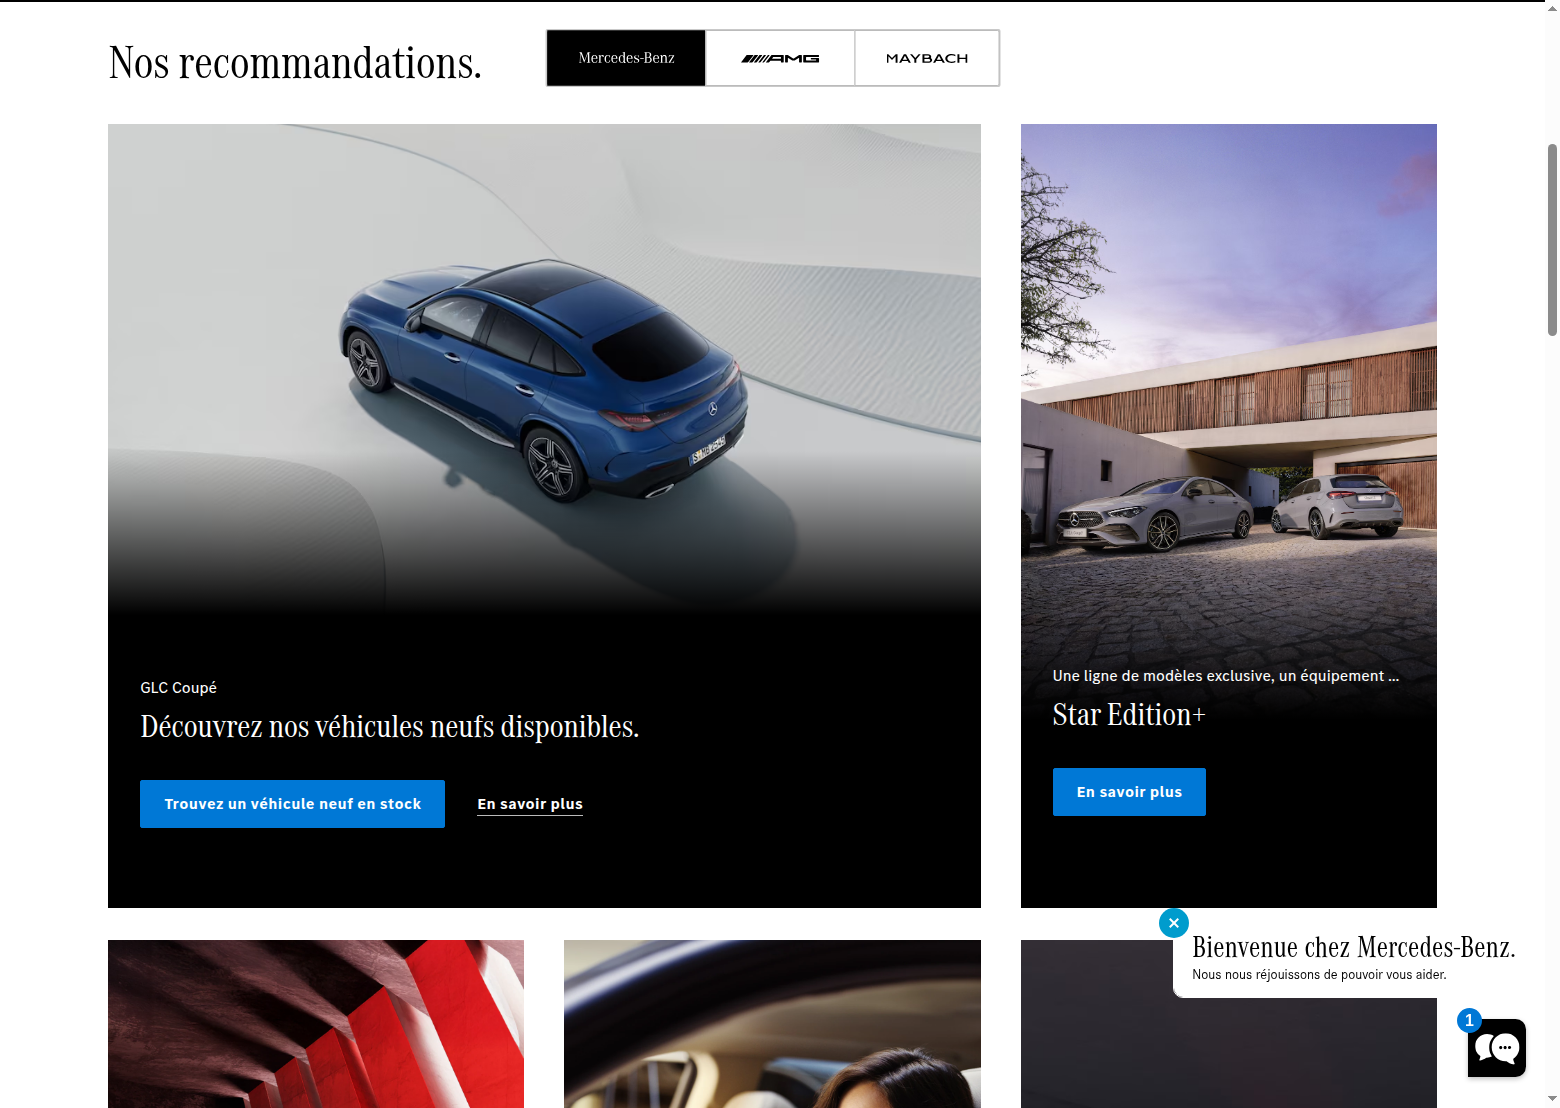 Nos recommandations.
Mercedes-Benz
AMG
MAYBACH
GLC Coupé
Découvrez nos véhicules neufs disponibles.
Trouvez un véhicule neuf en stock
En savoir plus
Une ligne de modèles exclusive, un équipement ...
Star Edition+
En savoir plus
Bienvenue chez Mercedes-Benz.
Nous nous réjouissons de pouvoir vous aider.
1